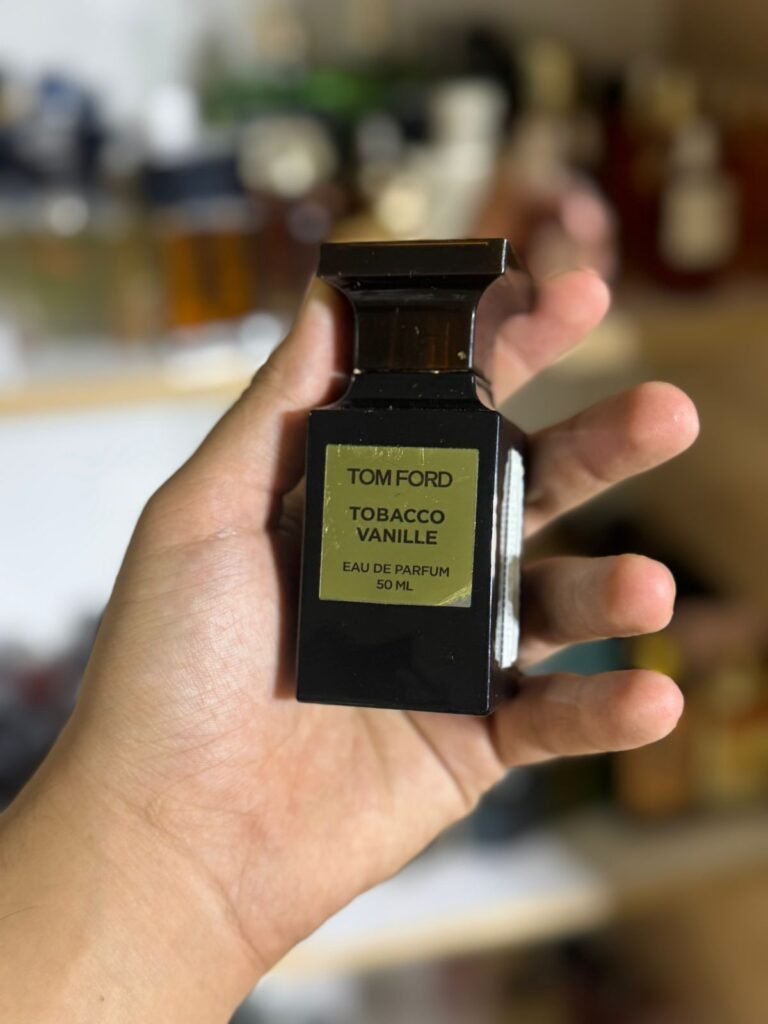 TOM FORD
TOBACCO
VANILLE
EAU DE PARFUM
50 ML